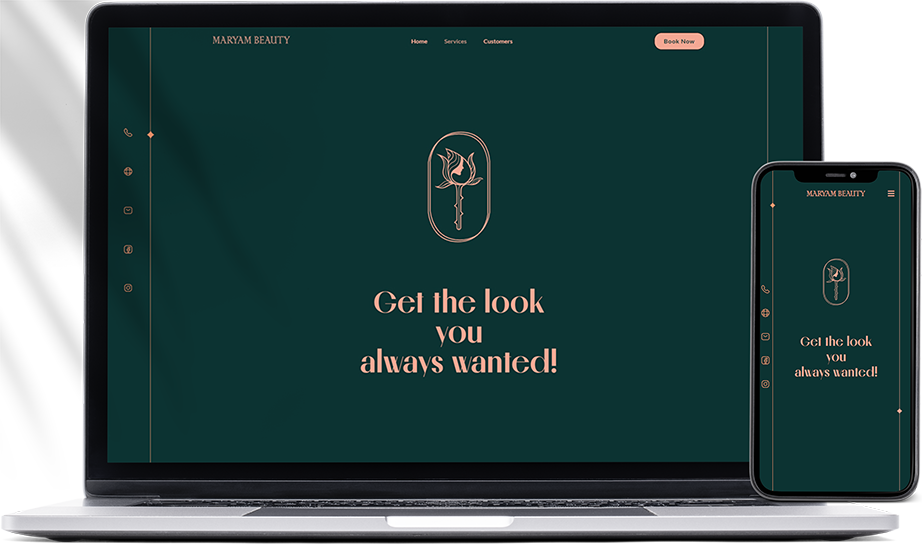 MARYAM BEAUTY
Home Services Customers
Book Now
Get the look
you
always wanted!
MARYAM BEAUTY
Get the look
you
always wanted!